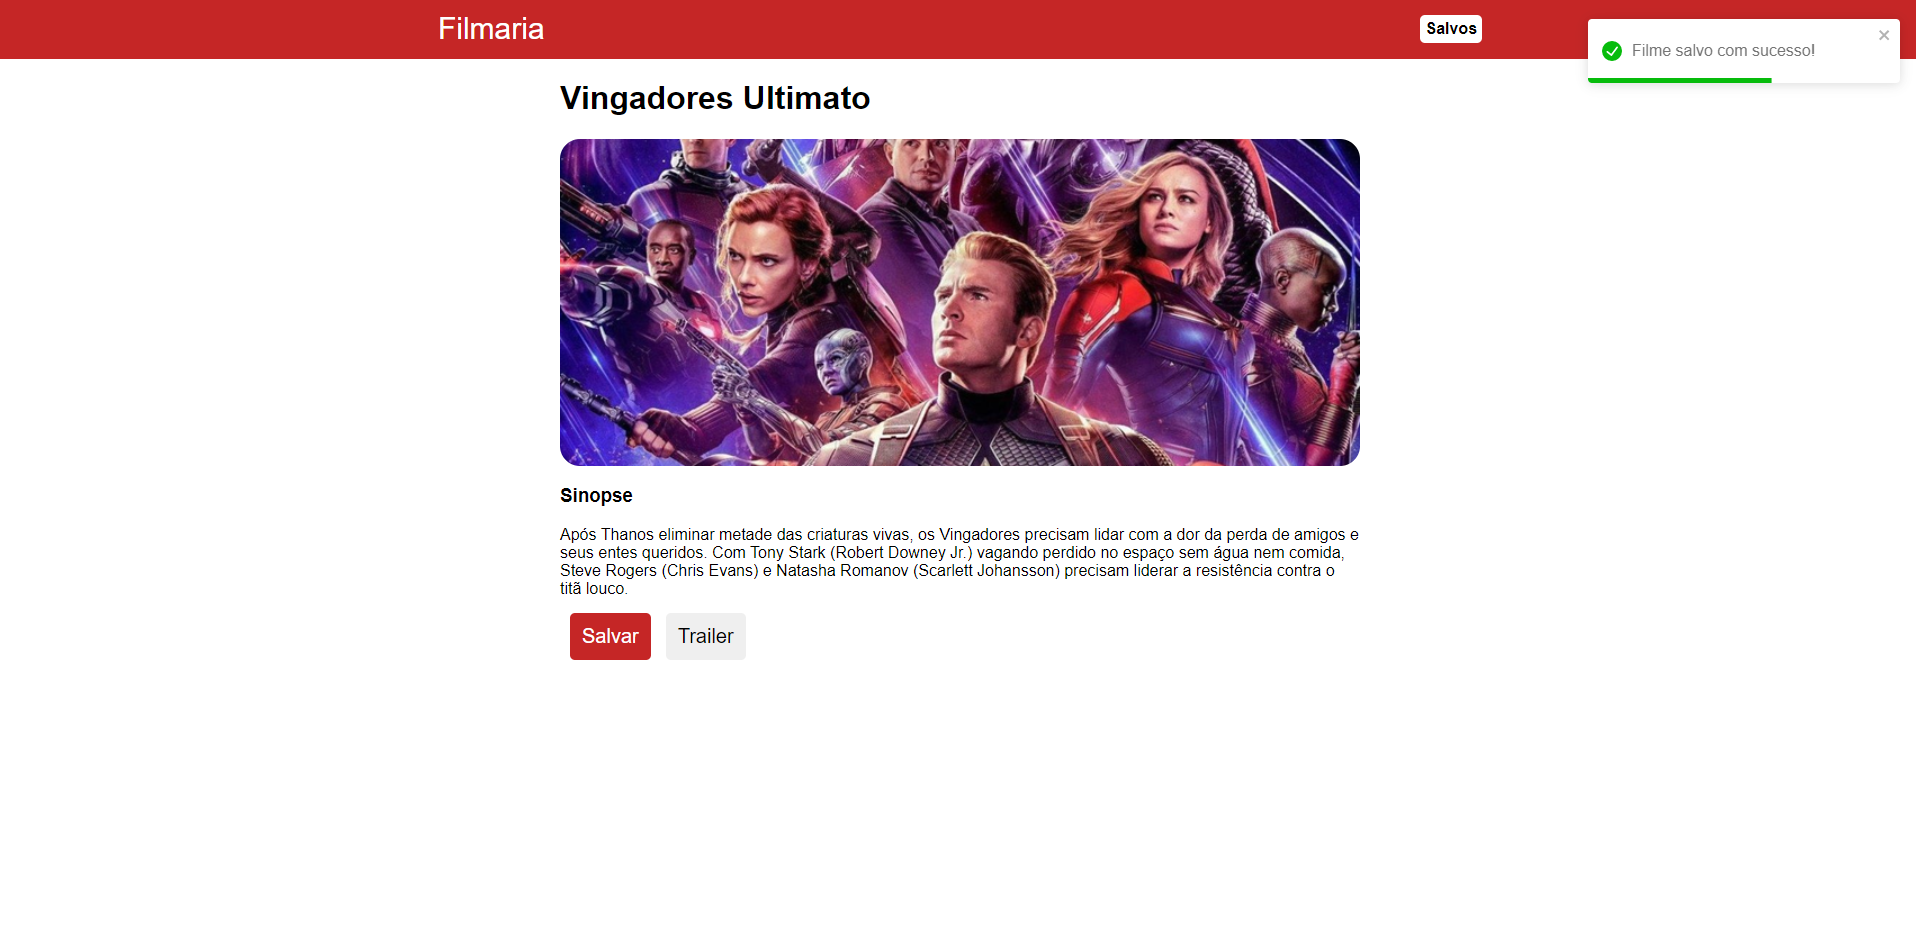 Filmaria
Salvos
Filme salvo com sucesso!
Vingadores Ultimato
Sinopse
Após Thanos eliminar metade das criaturas vivas, os Vingadores precisam lidar com a dor da perda de amigos e
seus entes queridos. Com Tony Stark (Robert Downey Jr.) vagando perdido no espaço sem água nem comida,
Steve Rogers (Chris Evans) e Natasha Romanov (Scarlett Johansson) precisam liderar a resistência contra o
titã louco.
Salvar
Trailer